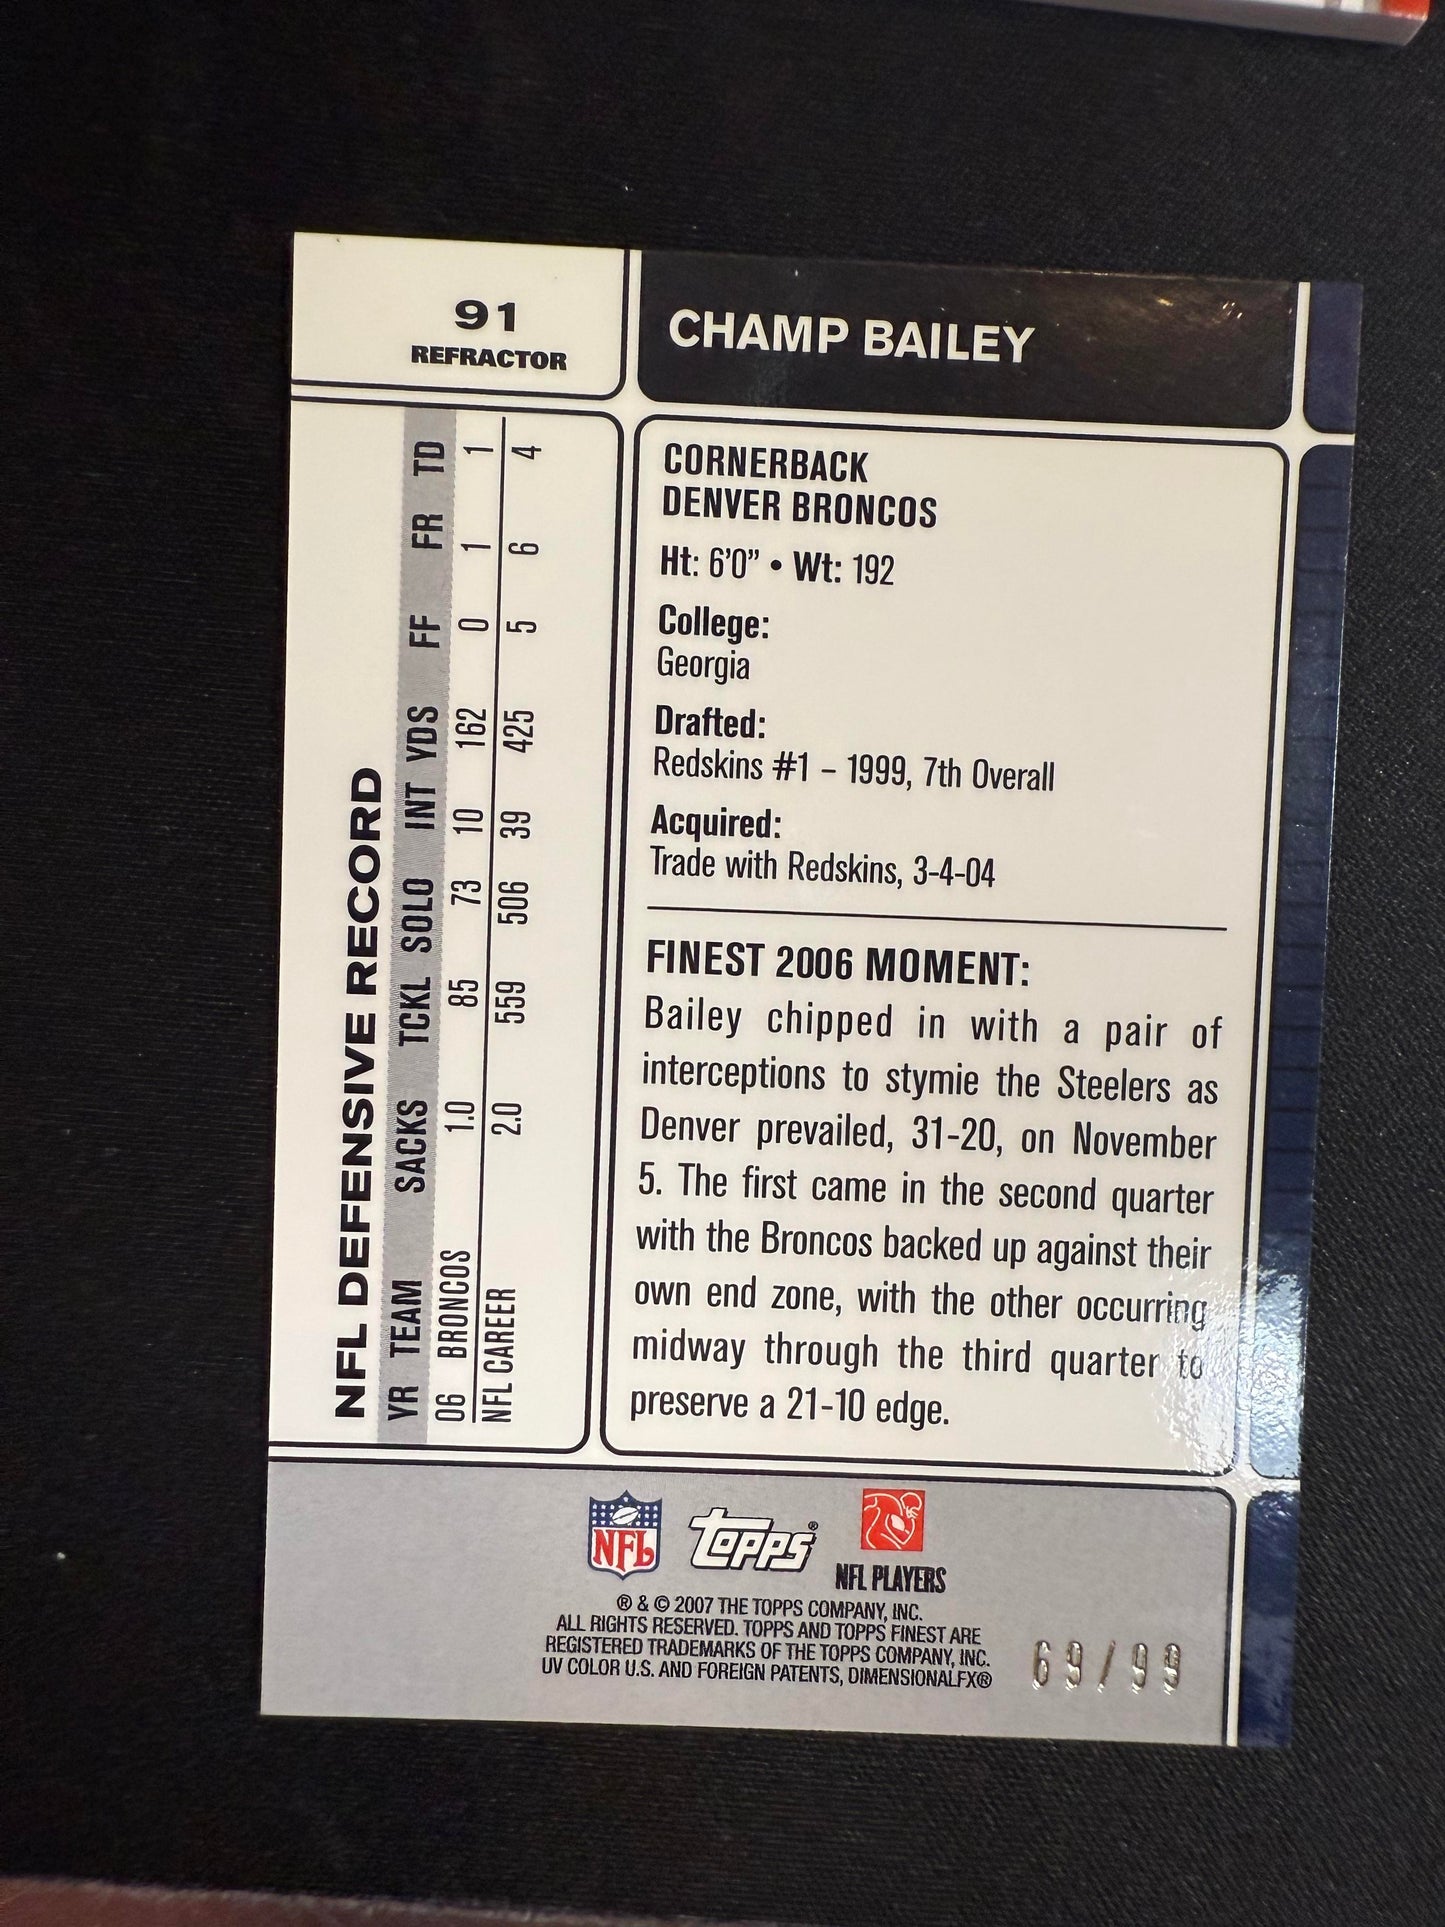 91
REFRACTOR
CHAMP BAILEY
CORNERBACK
DENVER BRONCOS
Ht: 6'0" • Wt: 192
College:
Georgia
Drafted:
Redskins #1 – 1999, 7th Overall
Acquired:
Trade with Redskins, 3-4-04
FINEST 2006 MOMENT:
Bailey chipped in with a pair of
interceptions to stymie the Steelers as
Denver prevailed, 31-20, on November
5. The first came in the second quarter
with the Broncos backed up against their
own end zone, with the other occurring
midway through the third quarter to
preserve a 21-10 edge.
NFL DEFENSIVE RECORD
YR TEAM SACKS TCKL SOLO INT YDS FF FR TD
06 BRONCOS 1.0 85 73 10 162 0 1 1
NFL CAREER 2.0 559 506 39 425 5 6 4
NFL
Topps®
NFL PLAYERS
® & © 2007 THE TOPPS COMPANY, INC.
ALL RIGHTS RESERVED. TOPPS AND TOPPS FINEST ARE
REGISTERED TRADEMARKS OF THE TOPPS COMPANY, INC.
UV COLOR U.S. AND FOREIGN PATENTS, DIMENSIONALFX®
69/99